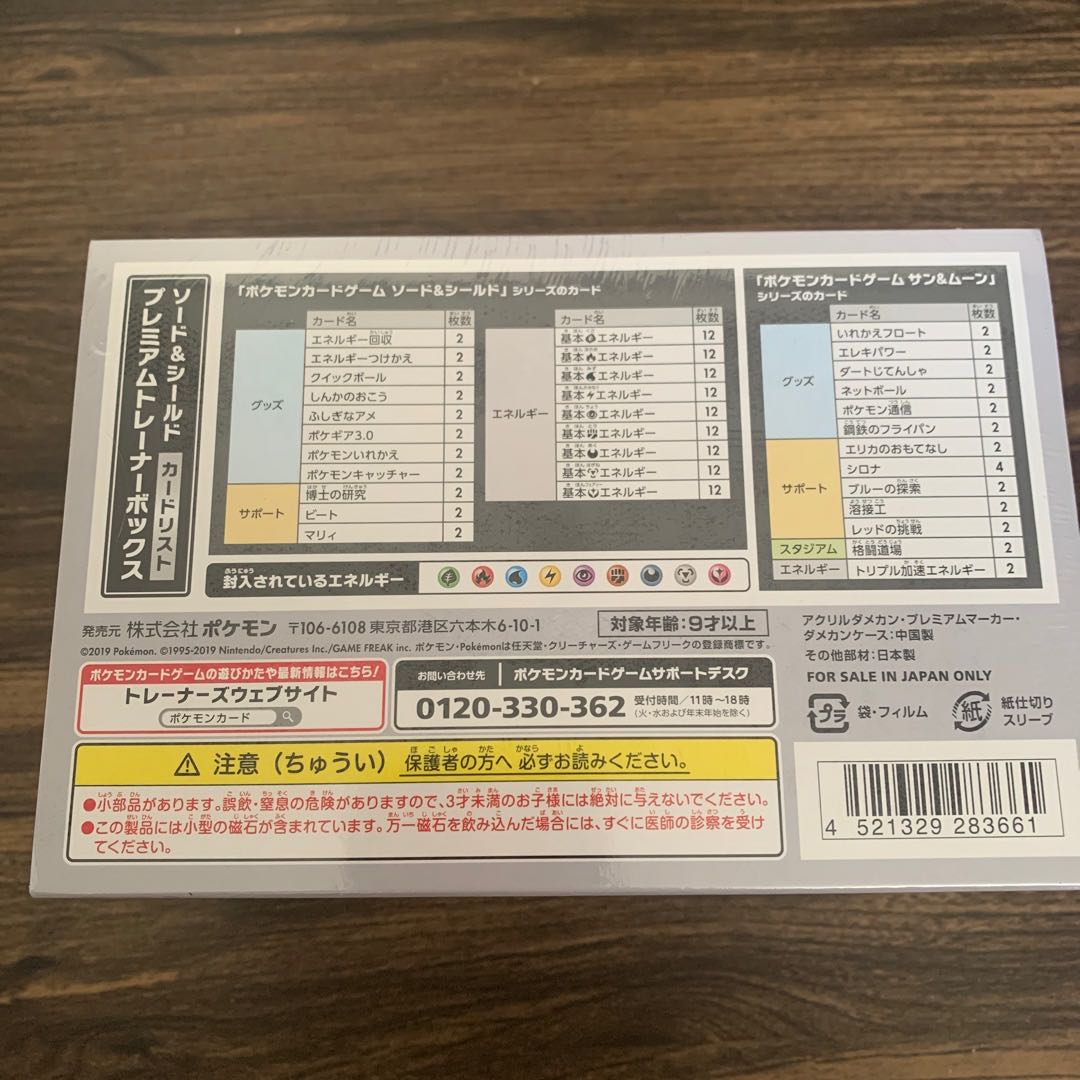 ソード&シールド
プレミアムトレーナーボックス
カードリスト
「ポケモンカードゲーム ソード&シールド」シリーズのカード
カード名 枚数
グッズ
エネルギー回収 2
エネルギーつけかえ 2
クイックボール 2
しんかのおこう 2
ふしぎなアメ 2
ポケギア3.0 2
ポケモンいれかえ 2
ポケモンキャッチャー 2
サポート
博士の研究 2
ビート 2
マリィ 2
カード名 枚数
エネルギー
基本エネルギー 12
基本エネルギー 12
基本エネルギー 12
基本エネルギー 12
基本エネルギー 12
基本エネルギー 12
基本エネルギー 12
基本エネルギー 12
基本エネルギー 12
封入されているエネルギー
「ポケモンカードゲーム サン&ムーン」
シリーズのカード
カード名 枚数
グッズ
いれかえフロート 2
エレキパワー 2
ダートじてんしゃ 2
ネットボール 2
ポケモン通信 2
鋼鉄のフライパン 2
サポート
エリカのおもてなし 2
シロナ 4
ブルーの探索 2
溶接工 2
レッドの挑戦 2
スタジアム 格闘道場 2
エネルギー トリプル加速エネルギー 2
発売元 株式会社 ポケモン 〒106-6108 東京都港区六本木6-10-1
対象年齢:9才以上
©2019 Pokémon. ©1995-2019 Nintendo/Creatures Inc./GAME FREAK inc. ポケモン・Pokémonは任天堂・クリーチャーズ・ゲームフリークの登録商標です。
アクリルダメカン・プレミアムマーカー・
ダメカンケース:中国製
その他部材:日本製
FOR SALE IN JAPAN ONLY
プラ 袋・フィルム
紙 紙仕切り
スリーブ
ポケモンカードゲームの遊びかたや最新情報はこちら!
トレーナーズウェブサイト
ポケモンカード
お問い合わせ先 ポケモンカードゲームサポートデスク
0120-330-362 受付時間/11時~18時
(火・水および年末年始を除く)
注意(ちゅうい) 保護者の方へ 必ずお読みください。
●小部品があります。誤飲・窒息の危険がありますので、3才未満のお子様には絶対に与えないでください。
●この製品には小型の磁石が含まれています。万一磁石を飲み込んだ場合には、すぐに医師の診察を受け
てください。
4 521329 283661